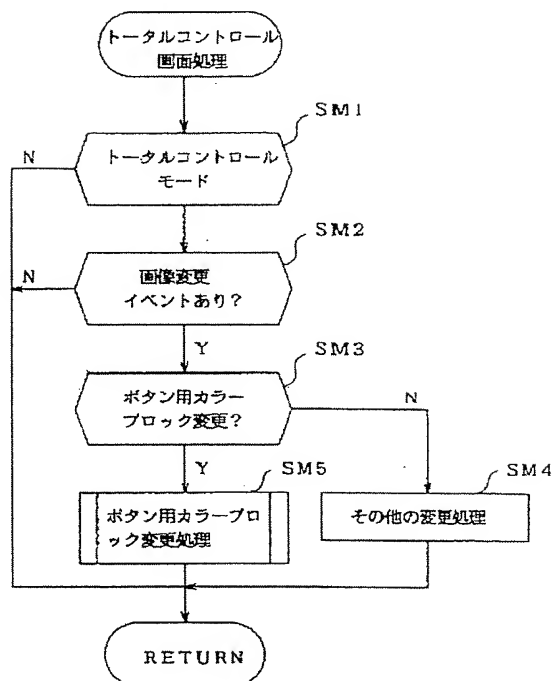 トータルコントロール
画面処理
SM1
N
トータルコントロール
モード
SM2
N
画像変更
イベントあり?
Y
SM3
ボタン用カラー
ブロック変更?
N
Y
SM5
SM4
ボタン用カラーブロ
ック変更処理
その他の変更処理
RETURN